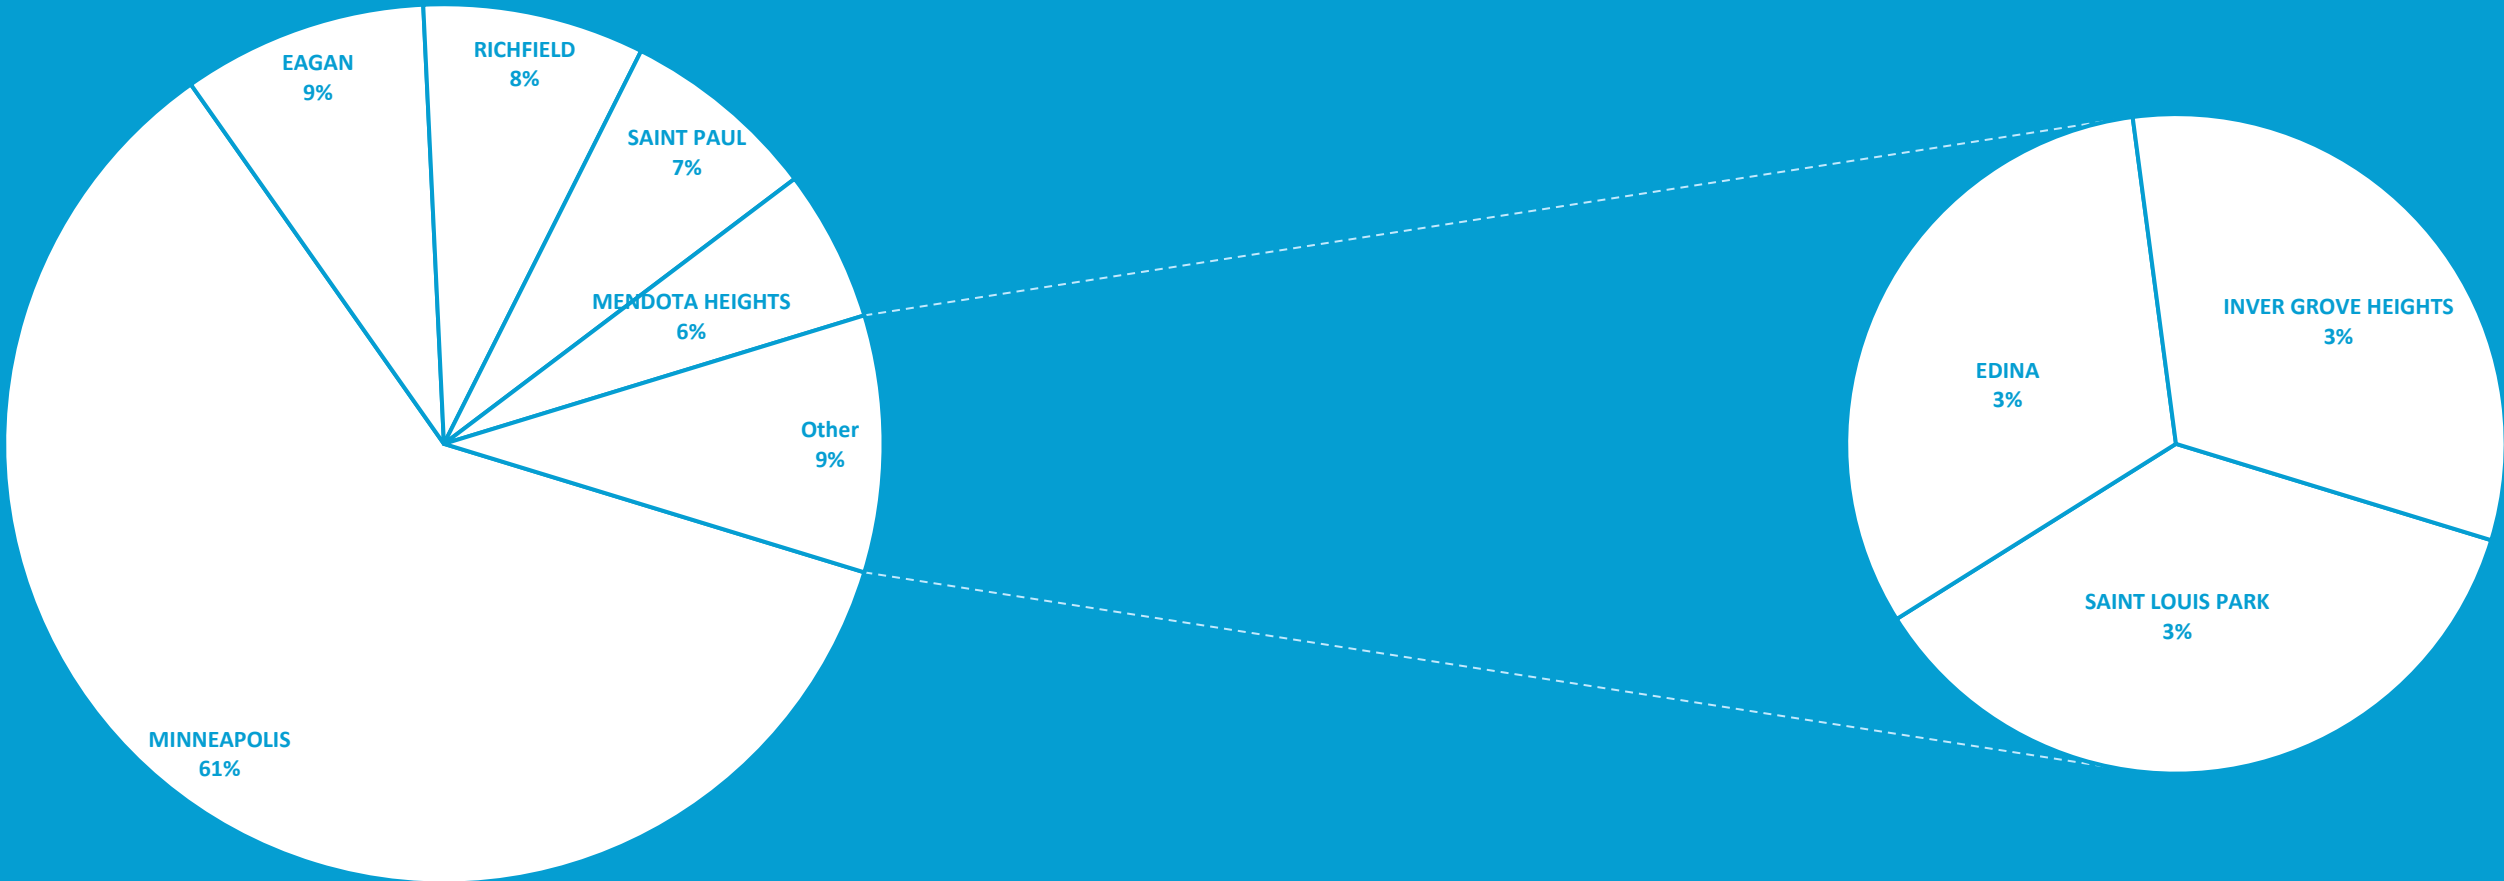 EAGAN
9%
RICHFIELD
8%
SAINT PAUL
7%
MENDOTA HEIGHTS
6%
Other
9%
MINNEAPOLIS
61%
INVER GROVE HEIGHTS
3%
EDINA
3%
SAINT LOUIS PARK
3%